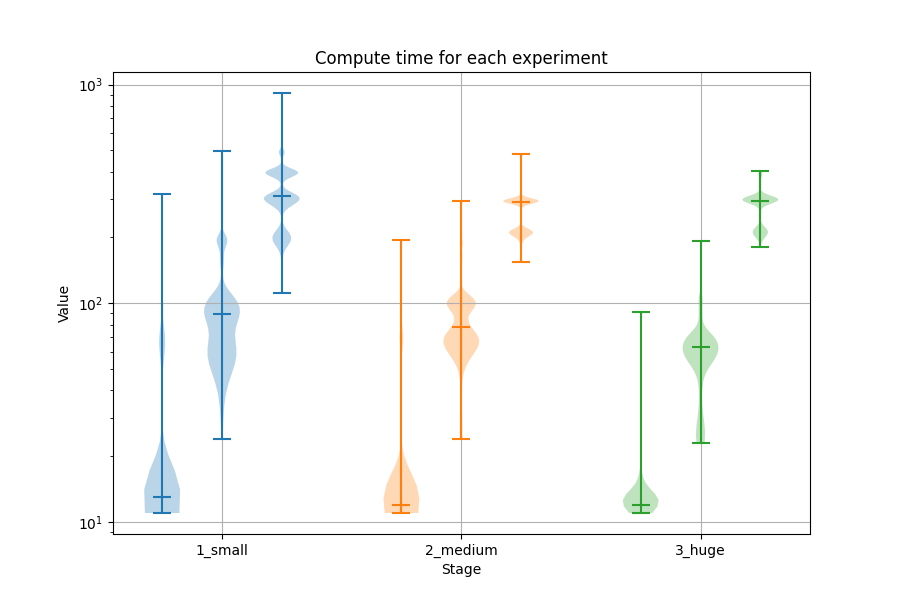 Compute time for each experiment
Value
10³
10²
10¹
1_small
2_medium
3_huge
Stage